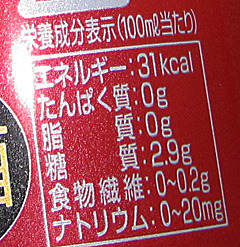 栄養成分表示(100ml当たり)
エネルギー:31kcal
たんぱく質:0g
脂質:0g
糖質:2.9g
食物繊維:0~0.2g
ナトリウム:0~20mg